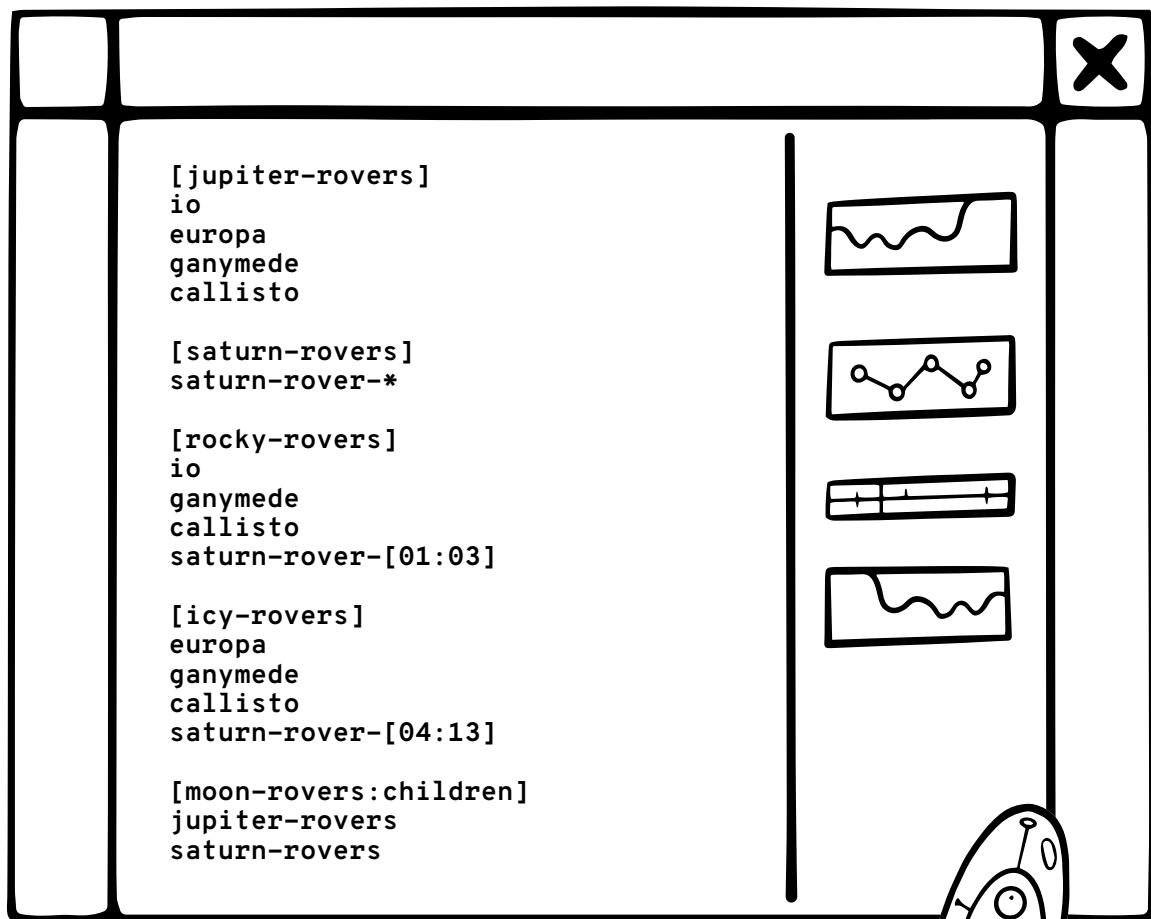 [jupiter-rovers]
io
europa
ganymede
callisto
[saturn-rovers]
saturn-rover-*
[rocky-rovers]
io
ganymede
callisto
saturn-rover-[01:03]
[icy-rovers]
europa
ganymede
callisto
saturn-rover-[04:13]
[moon-rovers:children]
jupiter-rovers
saturn-rovers